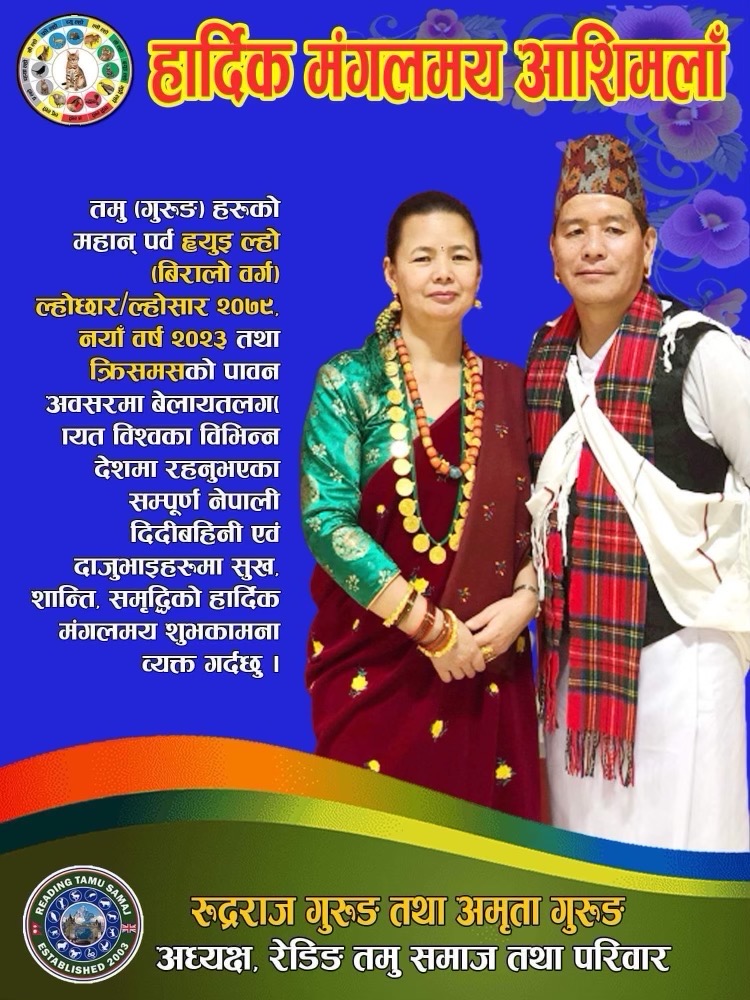 हार्दिक मंगलमय आशिमलाँ
तमु (गुरुङ) हरुको
महान् पर्व ह्रयुइ ल्हो
(बिरालो वर्ग)
ल्होछार/ल्होसार २०७९,
नयाँ वर्ष २०२३ तथा
क्रिसमसको पावन
अवसरमा बेलायतलग(
ायत विश्वका विभिन्न
देशमा रहनुभएका
सम्पूर्ण नेपाली
दिदीबहिनी एवं
दाजुभाइहरुमा सुख,
शान्ति, समृद्धिको हार्दिक
मंगलमय शुभकामना
व्यक्त गर्दछु ।
READING TAMU SAMAJ
ESTABLISHED 2003
रुद्रराज गुरुङ तथा अमृता गुरुङ
अध्यक्ष, रेडिङ तमु समाज तथा परिवार